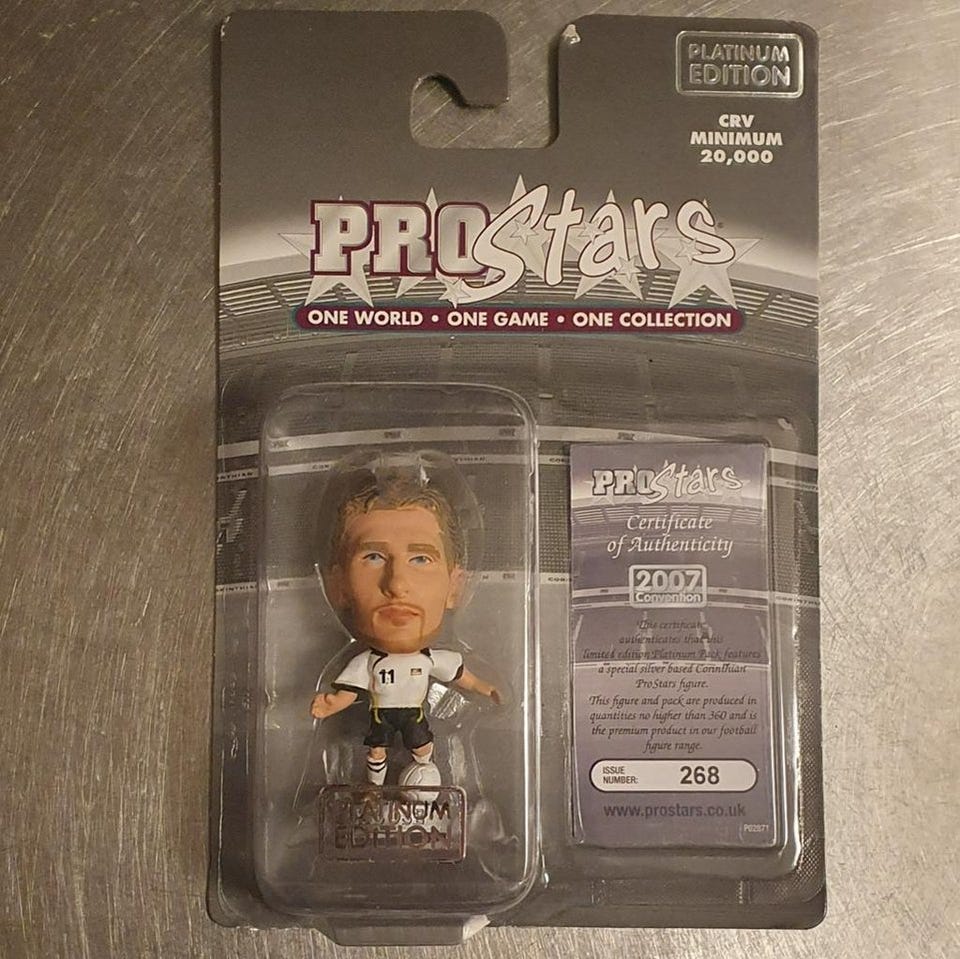 PLATINUM
EDITION
CRV
MINIMUM
20,000
PROStars
ONE WORLD • ONE GAME • ONE COLLECTION
11
PLATINUM
EDITION
PROStars
Certificate
of Authenticity
2007
Convention
This certificate
authenticates that this
limited edition Platinum Pack features
a special silver based Corinthian
ProStars figure.
This figure and pack are produced in
quantities no higher than 360 and is
the premium product in our football
figure range.
ISSUE
NUMBER:
268
www.prostars.co.uk